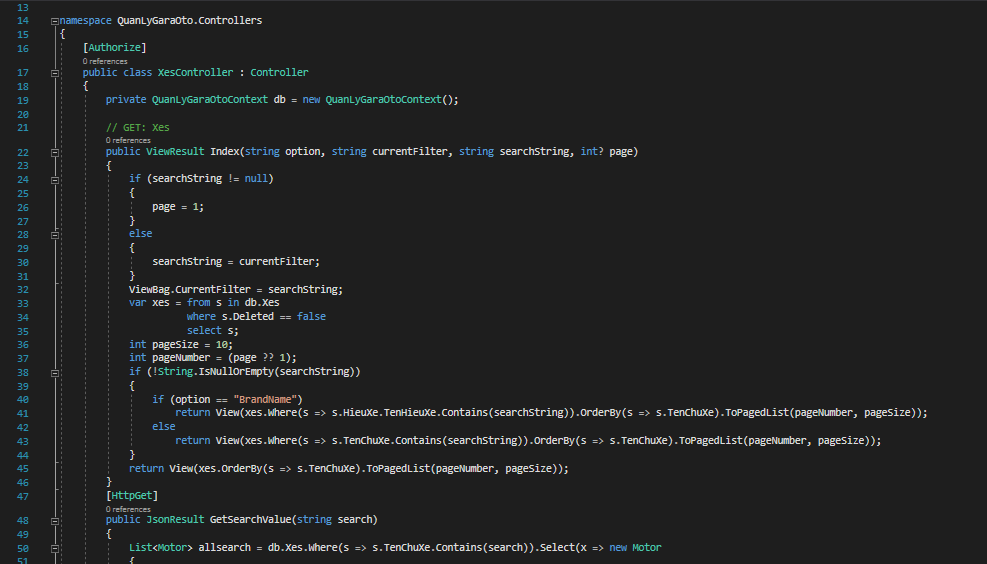 13
14 namespace QuanLyGaraOto.Controllers
15 {
16 [Authorize]
0 references
17 public class XesController : Controller
18 {
19 private QuanLyGaraOtoContext db = new QuanLyGaraOtoContext();
20
21 // GET: Xes
0 references
22 public ViewResult Index(string option, string currentFilter, string searchString, int? page)
23 {
24 if (searchString != null)
25 {
26 page = 1;
27 }
28 else
29 {
30 searchString = currentFilter;
31 }
32 ViewBag.CurrentFilter = searchString;
33 var xes = from s in db.Xes
34 where s.Deleted == false
35 select s;
36 int pageSize = 10;
37 int pageNumber = (page ?? 1);
38 if (!String.IsNullOrEmpty(searchString))
39 {
40 if (option == "BrandName")
41 return View(xes.Where(s => s.HieuXe.TenHieuXe.Contains(searchString)).OrderBy(s => s.TenChuXe).ToPagedList(pageNumber, pageSize));
42 else
43 return View(xes.Where(s => s.TenChuXe.Contains(searchString)).OrderBy(s => s.TenChuXe).ToPagedList(pageNumber, pageSize));
44 }
45 return View(xes.OrderBy(s => s.TenChuXe).ToPagedList(pageNumber, pageSize));
46 }
47 [HttpGet]
0 references
48 public JsonResult GetSearchValue(string search)
49 {
50 List<Motor> allsearch = db.Xes.Where(s => s.TenChuXe.Contains(search)).Select(x => new Motor
51 {